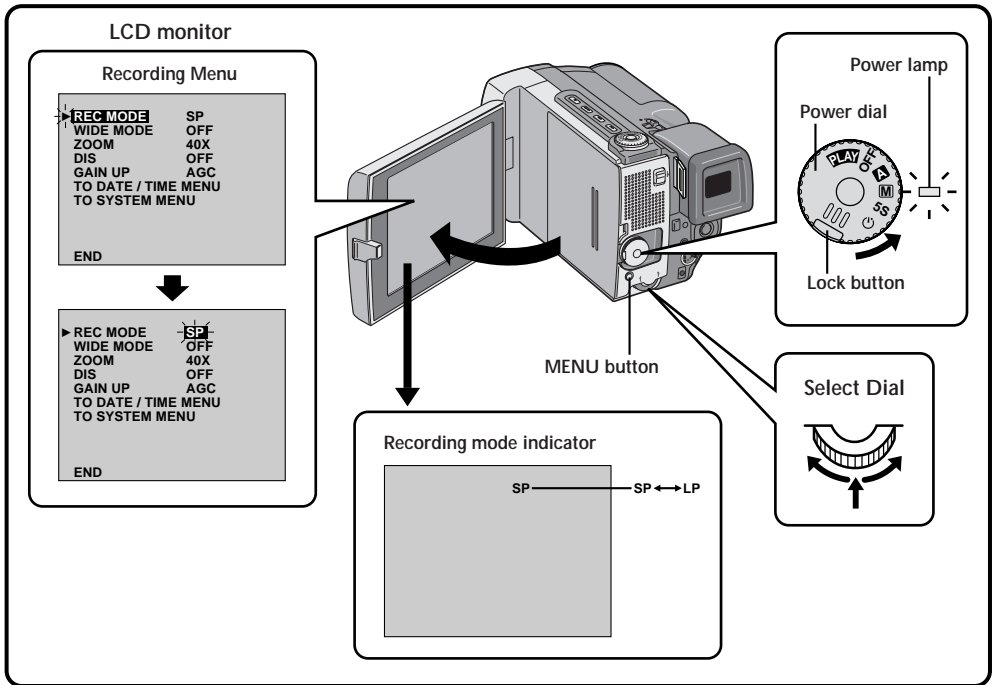 LCD monitor
Recording Menu
REC MODE SP
WIDE MODE OFF
ZOOM 40X
DIS OFF
GAIN UP AGC
TO DATE / TIME MENU
TO SYSTEM MENU
END
REC MODE SP
WIDE MODE OFF
ZOOM 40X
DIS OFF
GAIN UP AGC
TO DATE / TIME MENU
TO SYSTEM MENU
END
Power lamp
Power dial
PLAY
OFF
A
M
5S
Lock button
MENU button
Select Dial
Recording mode indicator
SP SP ↔ LP